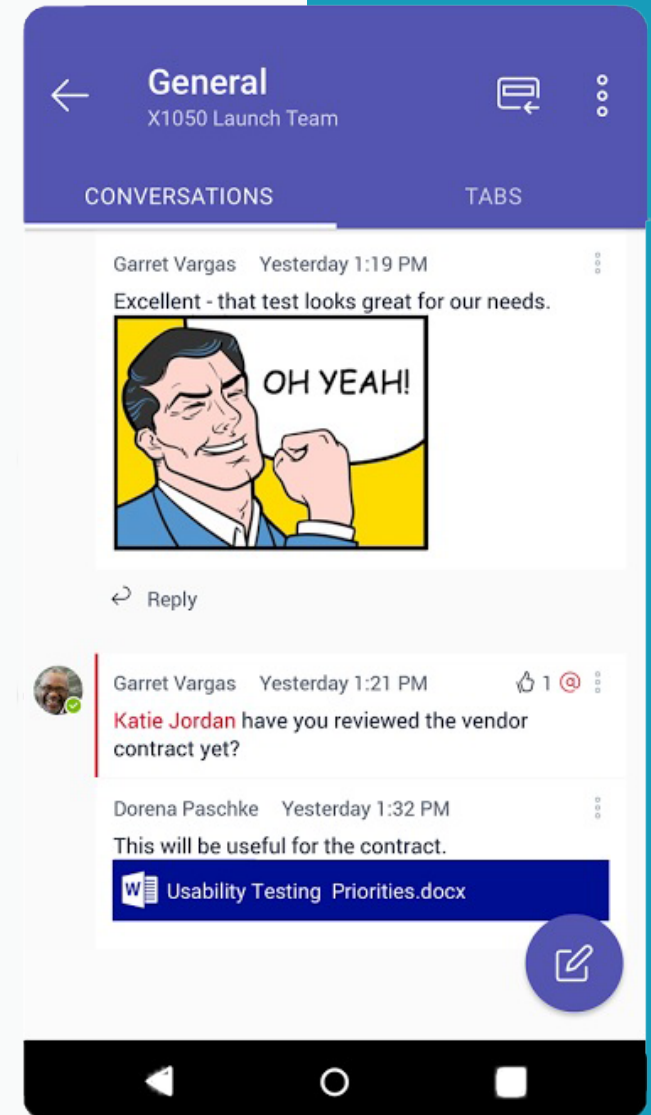 General
X1050 Launch Team
CONVERSATIONS TABS
Garret Vargas Yesterday 1:19 PM
Excellent - that test looks great for our needs.
OH YEAH!
Reply
Garret Vargas Yesterday 1:21 PM 1 @
Katie Jordan have you reviewed the vendor
contract yet?
Dorena Paschke Yesterday 1:32 PM
This will be useful for the contract.
W Usability Testing Priorities.docx